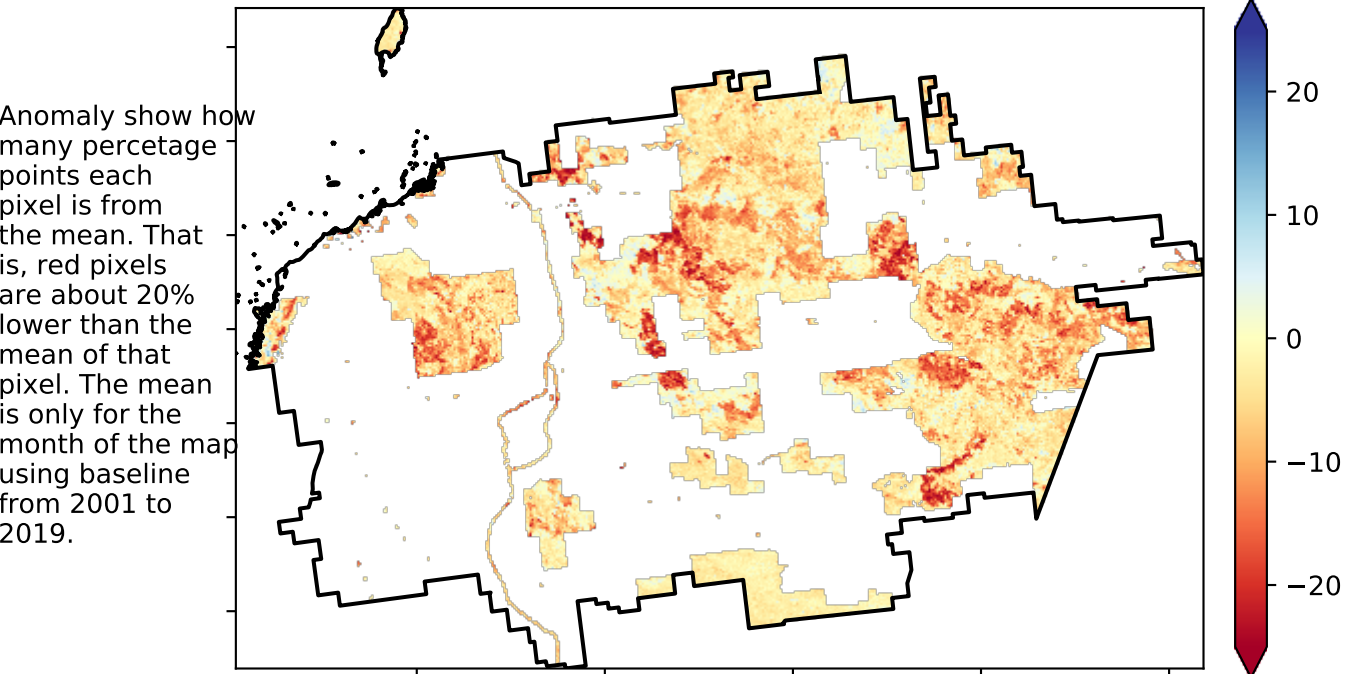 Anomaly show how
many percetage
points each
pixel is from
the mean. That
is, red pixels
are about 20%
lower than the
mean of that
pixel. The mean
is only for the
month of the map
using baseline
from 2001 to
2019.
20
10
0
−10
−20